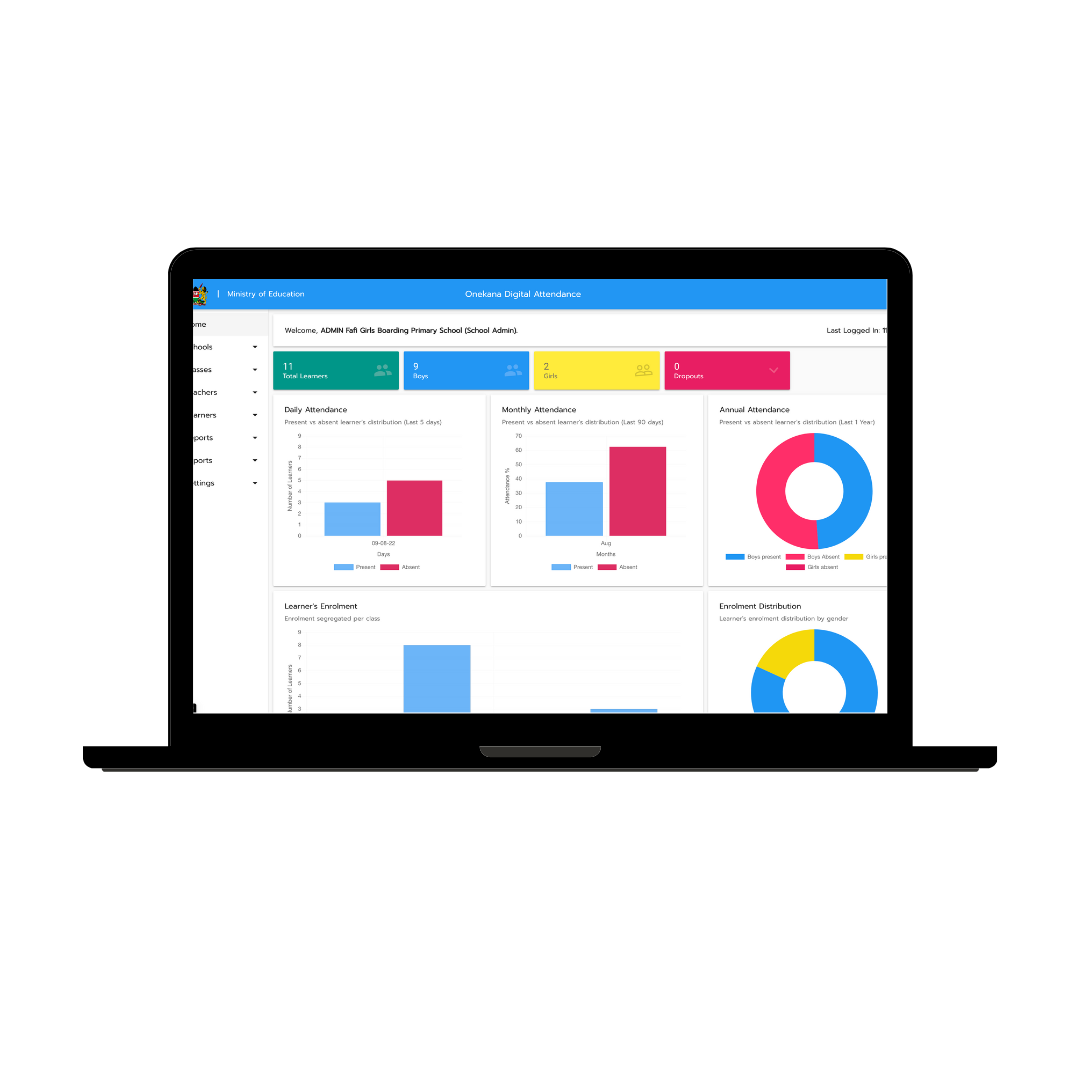 Ministry of Education
Onekana Digital Attendance
ome
hools
asses
achers
arners
ports
ports
ttings
Welcome, ADMIN Fafi Girls Boarding Primary School (School Admin).
Last Logged In: 11
11
Total Learners
9
Boys
2
Girls
0
Dropouts
Daily Attendance
Present vs absent learner's distribution (Last 5 days)
Number of Learners
9
8
7
6
5
4
3
2
1
0
09-08-22
Days
Present Absent
Monthly Attendance
Present vs absent learner's distribution (Last 90 days)
Attendance %
70
60
50
40
30
20
10
0
Aug
Months
Present Absent
Annual Attendance
Present vs absent learner's distribution (Last 1 Year)
Boys present Boys Absent Girls pre
Girls absent
Learner's Enrolment
Enrolment segregated per class
umber of Learners
9
8
7
6
5
4
3
Enrolment Distribution
Learner's enrolment distribution by gender